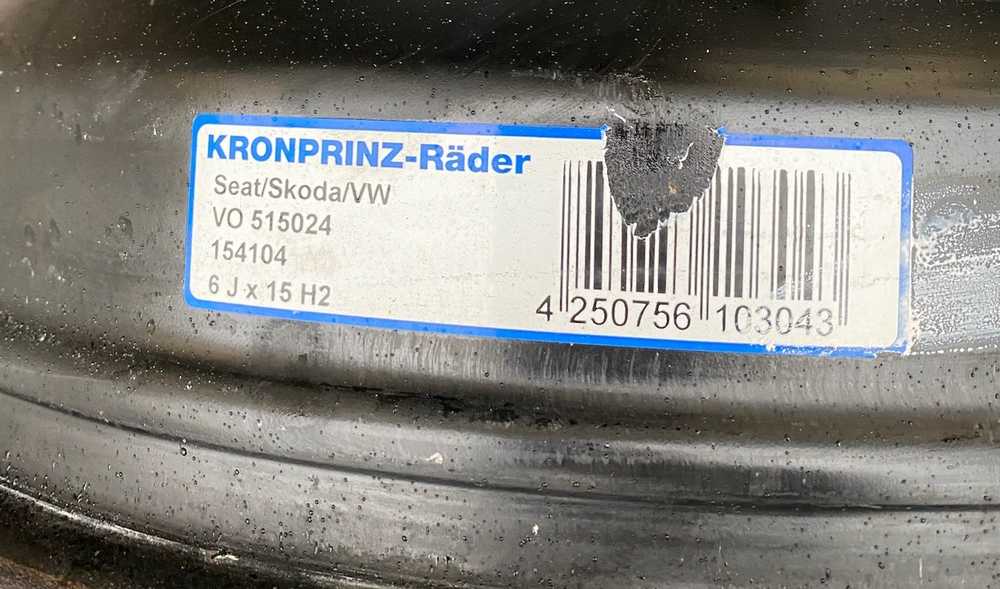 KRONPRINZ-Räder
Seat/Skoda/VW
VO 515024
154104
6 J x 15 H2
4 250756 103043